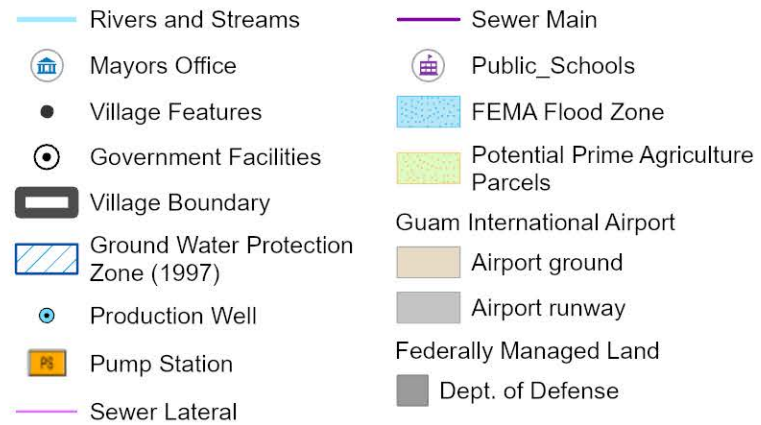 Rivers and Streams
Mayors Office
Village Features
Government Facilities
Village Boundary
Ground Water Protection
Zone (1997)
Production Well
PS
Pump Station
Sewer Lateral
Sewer Main
Public_Schools
FEMA Flood Zone
Potential Prime Agriculture
Parcels
Guam International Airport
Airport ground
Airport runway
Federally Managed Land
Dept. of Defense